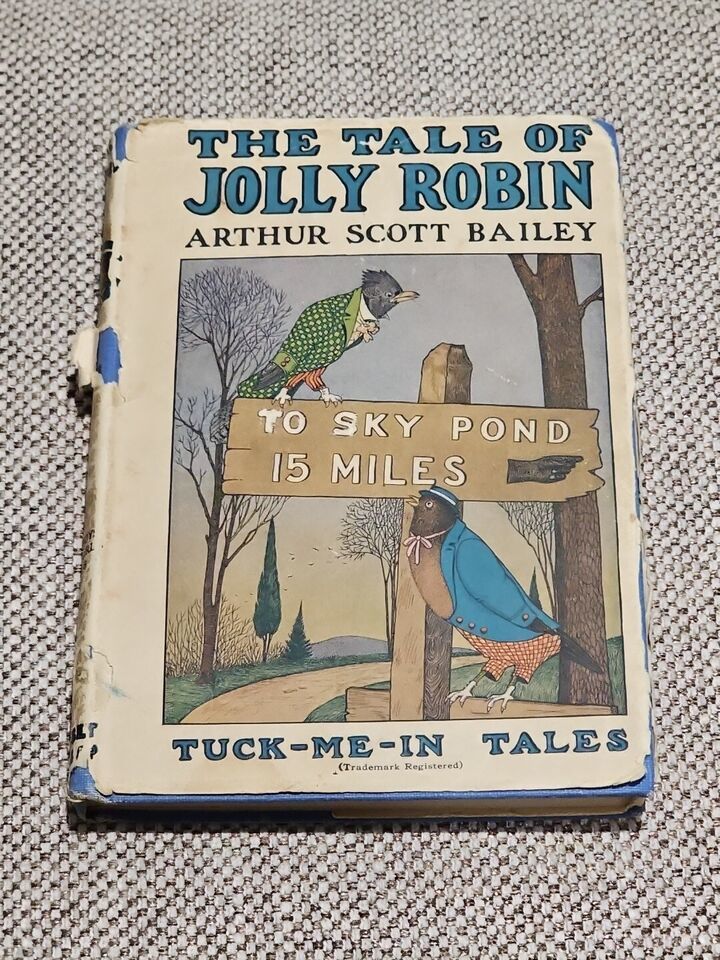 THE TALE OF
JOLLY ROBIN
ARTHUR SCOTT BAILEY
TO SKY POND
15 MILES
TUCK-ME-IN TALES
(Trademark Registered)